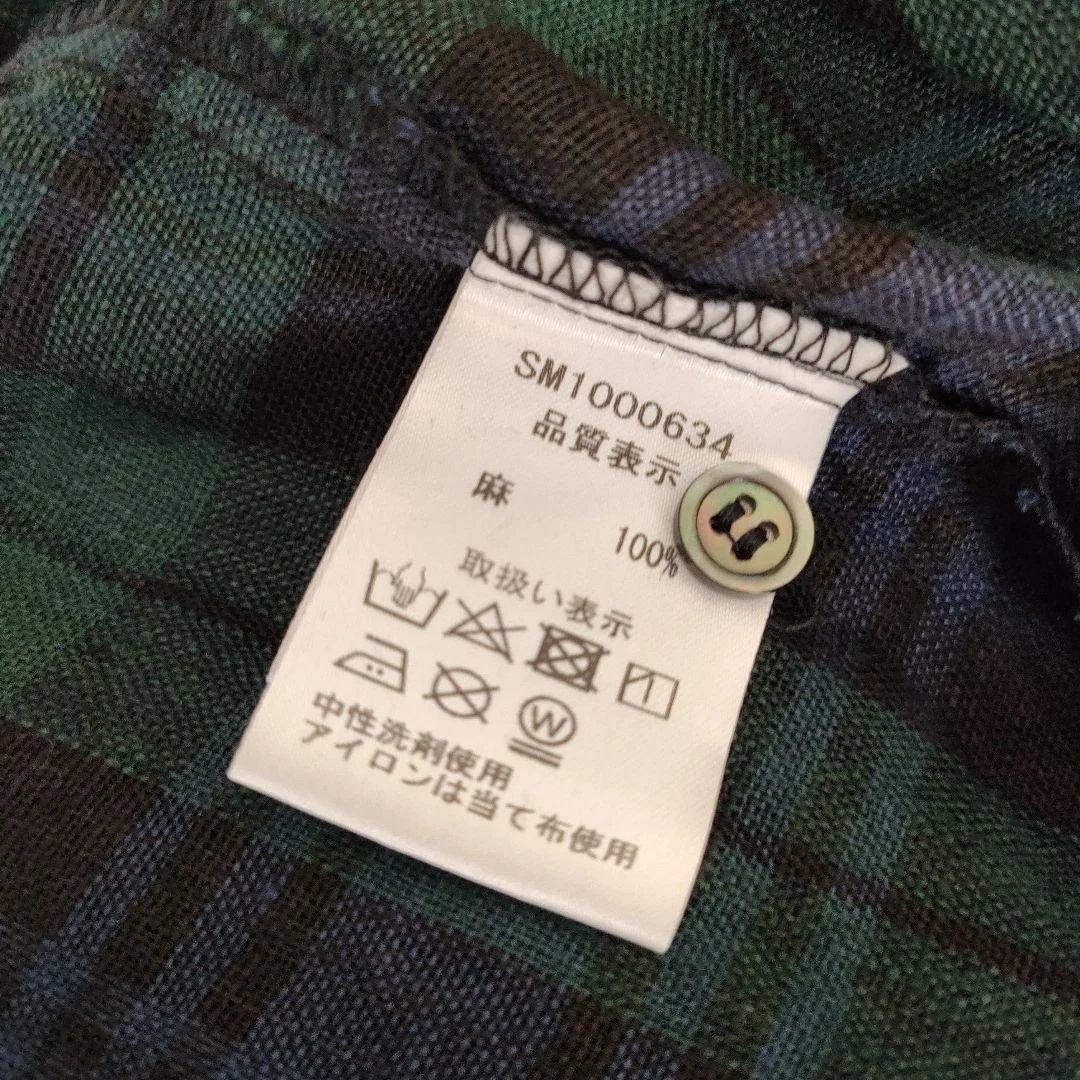 SM1000634
品質表示
麻
100%
取扱い表示
W
中性洗剤使用
アイロンは当て布使用